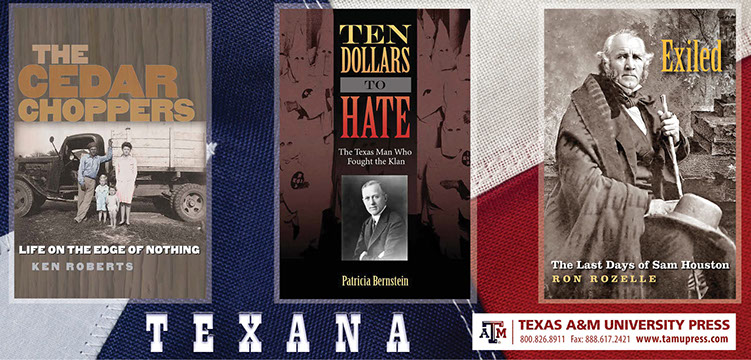 THE
CEDAR
CHOPPERS
LIFE ON THE EDGE OF NOTHING
KEN ROBERTS
TEN
DOLLARS
TO
HATE
The Texas Man Who
Fought the Klan
Patricia Bernstein
Exiled
The Last Days of Sam Houston
RON ROZELLE
TEXANA
ATM TEXAS A&M UNIVERSITY PRESS
800.826.8911 Fax: 888.617.2421 www.tamupress.com